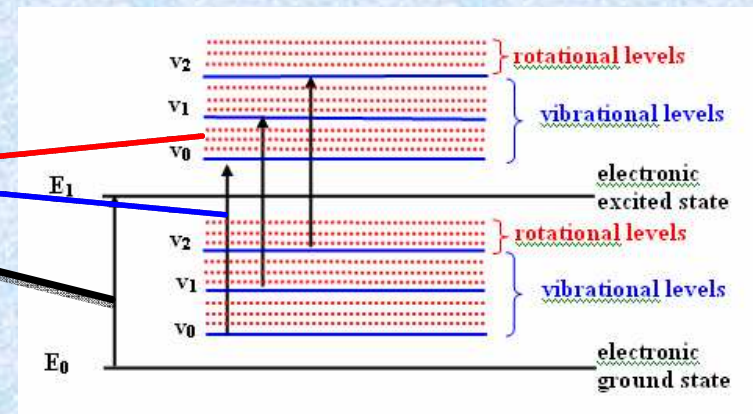 v₂
rotational levels
v₁
vibrational levels
v₀
E₁
electronic
excited state
v₂
rotational levels
v₁
vibrational levels
v₀
E₀
electronic
ground state